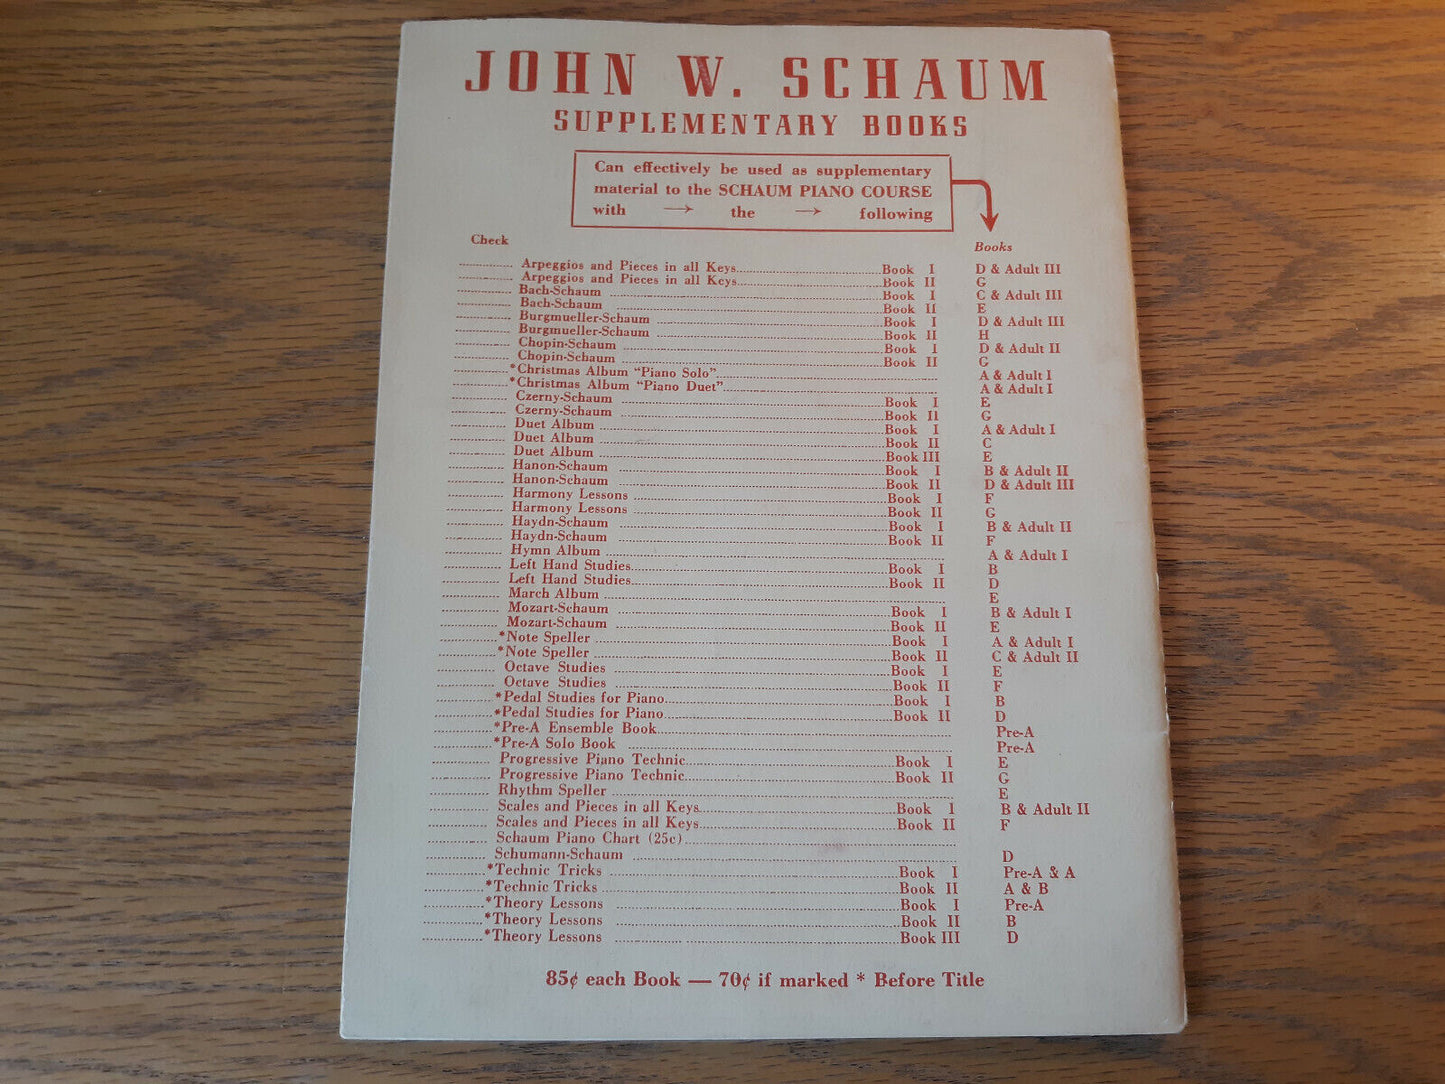 JOHN W. SCHAUM
SUPPLEMENTARY BOOKS
Can effectively be used as supplementary
material to the SCHAUM PIANO COURSE
with → the → following
Check Books
Arpeggios and Pieces in all Keys Book I D & Adult III
Arpeggios and Pieces in all Keys Book II G
Bach-Schaum Book I C & Adult III
Bach-Schaum Book II E
Burgmueller-Schaum Book I D & Adult III
Burgmueller-Schaum Book II H
Chopin-Schaum Book I D & Adult II
Chopin-Schaum Book II G
*Christmas Album "Piano Solo" A & Adult I
*Christmas Album "Piano Duet" A & Adult I
Czerny-Schaum Book I E
Czerny-Schaum Book II G
Duet Album Book I A & Adult I
Duet Album Book II C
Duet Album Book III E
Hanon-Schaum Book I B & Adult II
Hanon-Schaum Book II D & Adult III
Harmony Lessons Book I F
Harmony Lessons Book II G
Haydn-Schaum Book I B & Adult II
Haydn-Schaum Book II F
Hymn Album A & Adult I
Left Hand Studies Book I B
Left Hand Studies Book II D
March Album E
Mozart-Schaum Book I B & Adult I
Mozart-Schaum Book II E
*Note Speller Book I A & Adult I
*Note Speller Book II C & Adult II
Octave Studies Book I E
Octave Studies Book II F
*Pedal Studies for Piano Book I B
*Pedal Studies for Piano Book II D
*Pre-A Ensemble Book Pre-A
*Pre-A Solo Book Pre-A
Progressive Piano Technic Book I E
Progressive Piano Technic Book II G
Rhythm Speller E
Scales and Pieces in all Keys Book I B & Adult II
Scales and Pieces in all Keys Book II F
Schaum Piano Chart (25c)
Schumann-Schaum D
*Technic Tricks Book I Pre-A & A
*Technic Tricks Book II A & B
*Theory Lessons Book I Pre-A
*Theory Lessons Book II B
*Theory Lessons Book III D
85¢ each Book — 70¢ if marked * Before Title